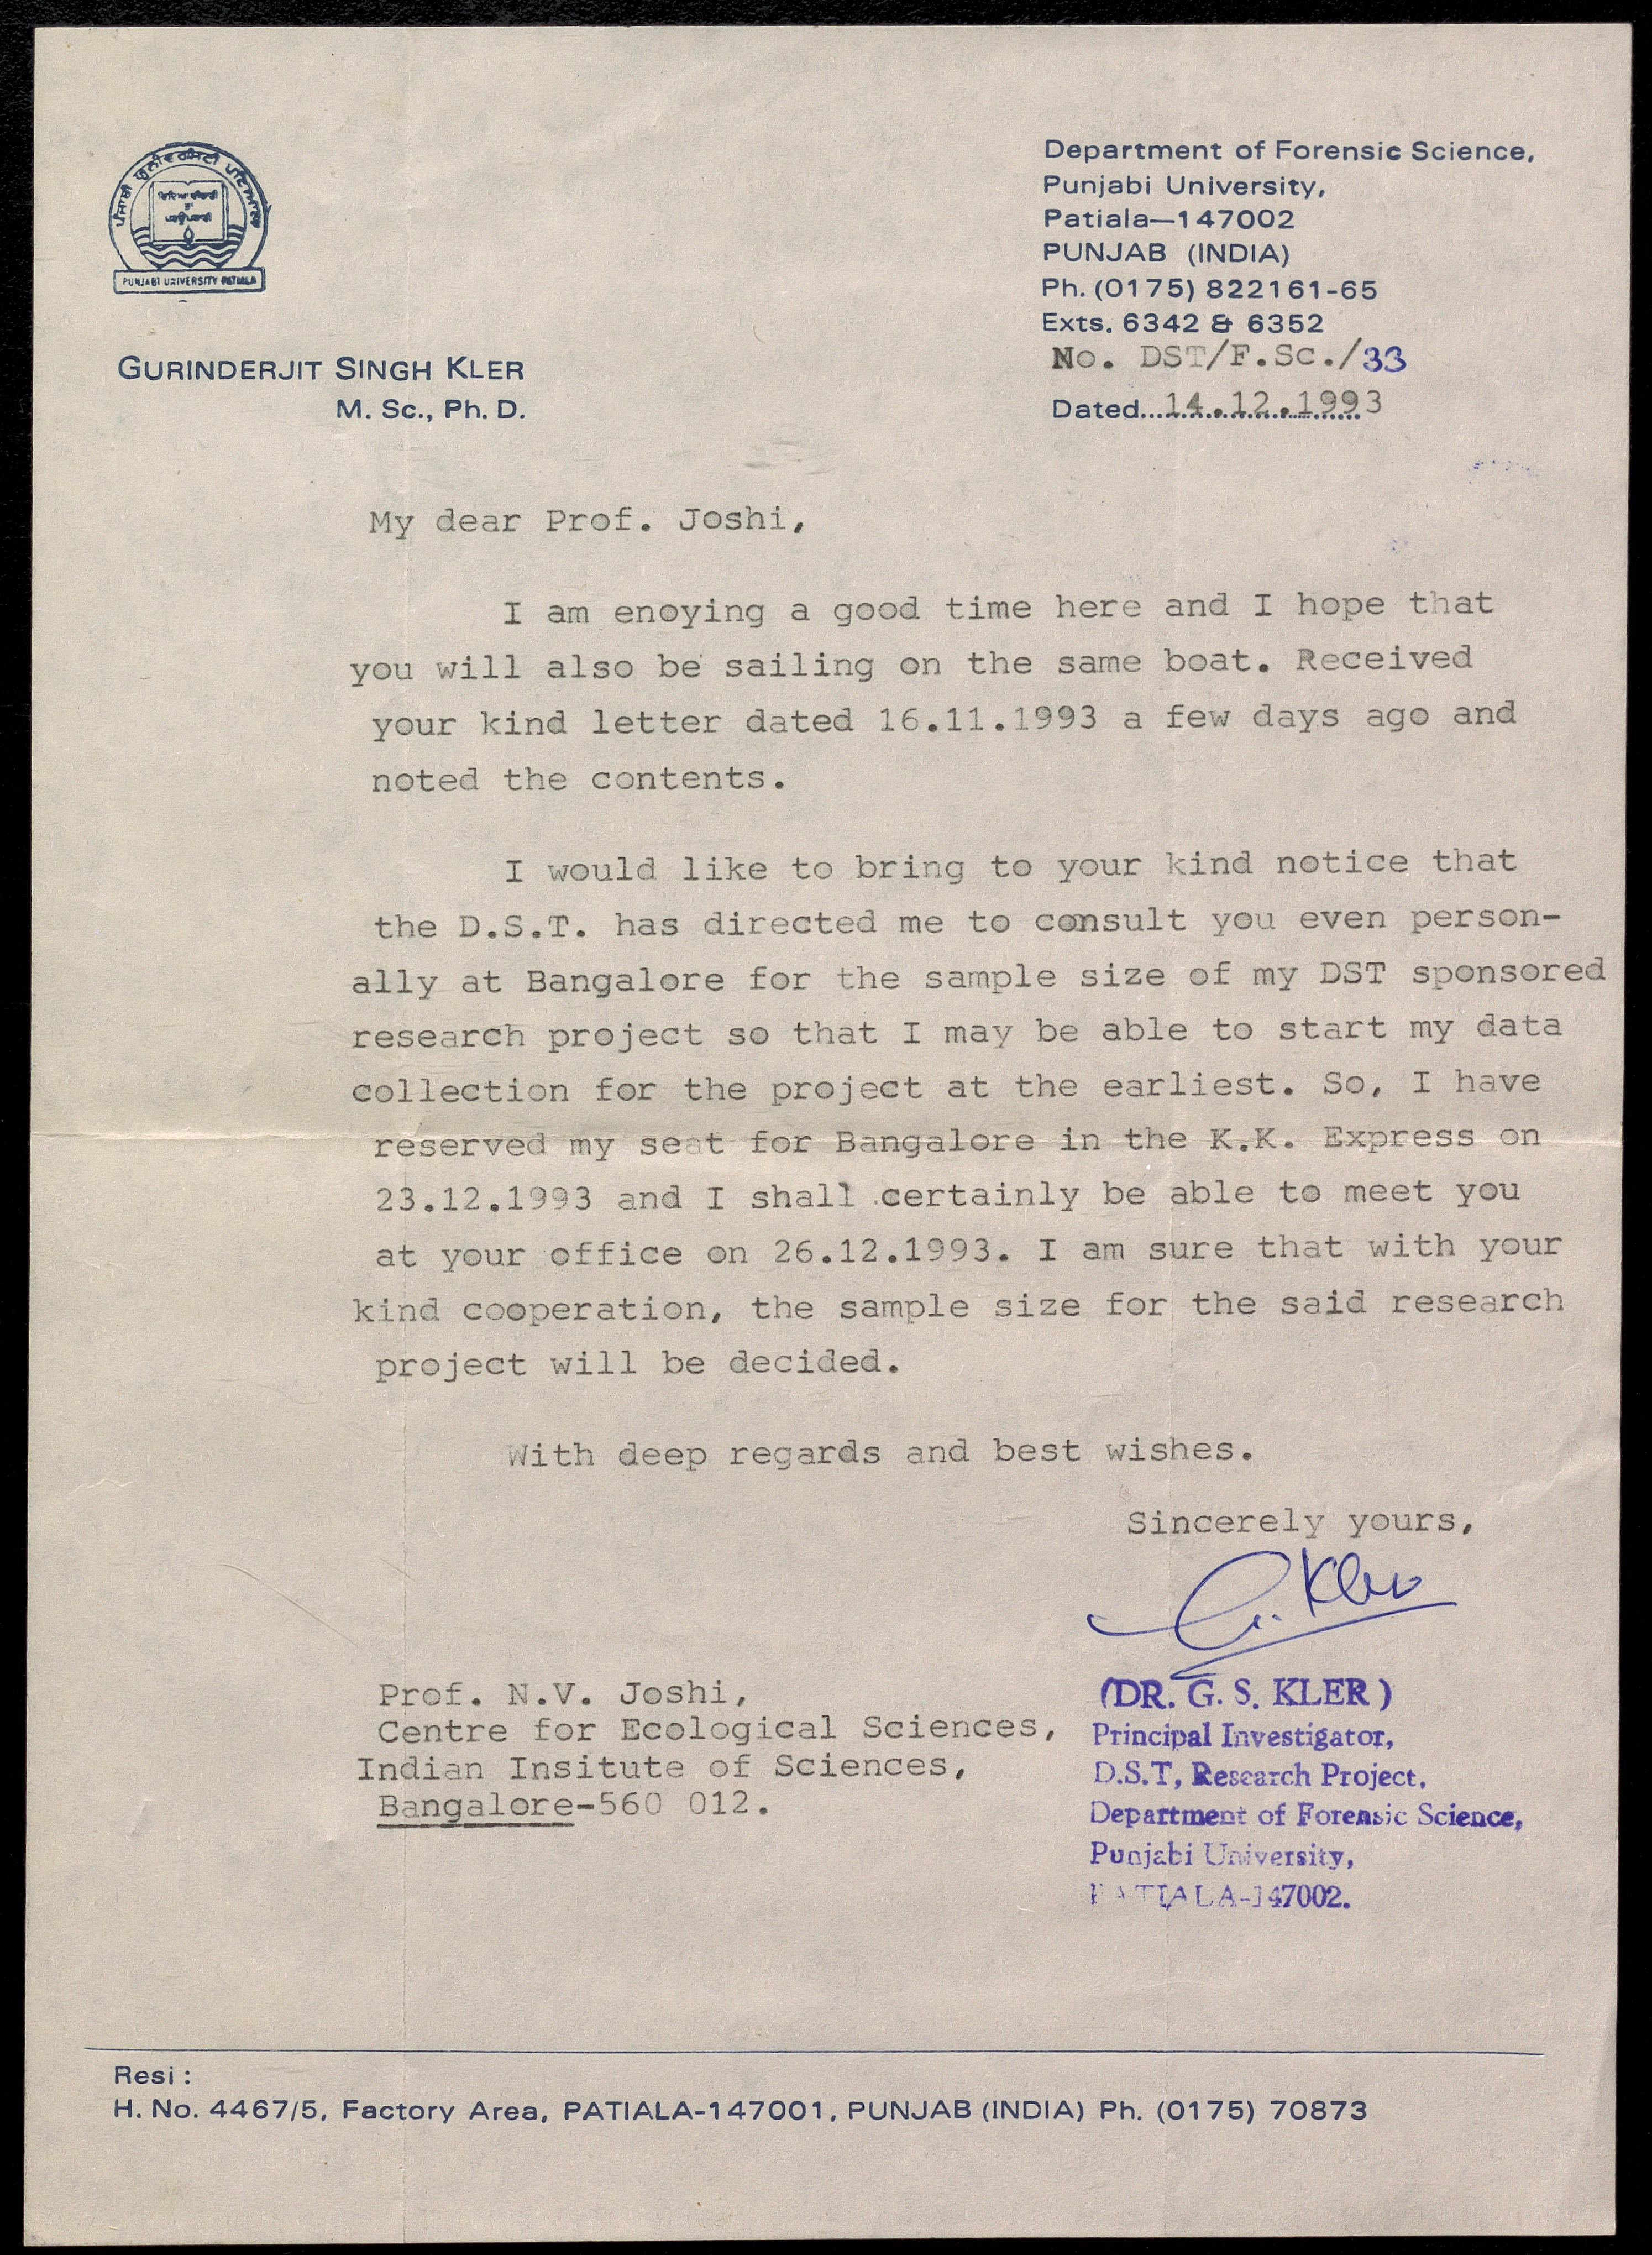 ਪੰਜਾਬੀ ਯੂਨੀਵਰਸਿਟੀ ਪਟਿਆਲਾ
PUNJABI UNIVERSITY PATIALA
GURINDERJIT SINGH KLER
M. Sc., Ph. D.
Department of Forensic Science,
Punjabi University,
Patiala—147002
PUNJAB (INDIA)
Ph. (0175) 822161-65
Exts. 6342 & 6352
No. DST/F.Sc./33
Dated....14.12.1993
My dear Prof. Joshi,
I am enoying a good time here and I hope that
you will also be sailing on the same boat. Received
your kind letter dated 16.11.1993 a few days ago and
noted the contents.
I would like to bring to your kind notice that
the D.S.T. has directed me to consult you even person-
ally at Bangalore for the sample size of my DST sponsored
research project so that I may be able to start my data
collection for the project at the earliest. So, I have
reserved my seat for Bangalore in the K.K. Express on
23.12.1993 and I shall certainly be able to meet you
at your office on 26.12.1993. I am sure that with your
kind cooperation, the sample size for the said research
project will be decided.
With deep regards and best wishes.
Sincerely yours,
G. Kler
(DR. G. S. KLER)
Principal Investigator,
D.S.T, Research Project,
Department of Forensic Science,
Punjabi University,
PATIALA-147002.
Prof. N.V. Joshi,
Centre for Ecological Sciences,
Indian Insitute of Sciences,
Bangalore-560 012.
Resi :
H. No. 4467/5, Factory Area, PATIALA-147001, PUNJAB (INDIA) Ph. (0175) 70873